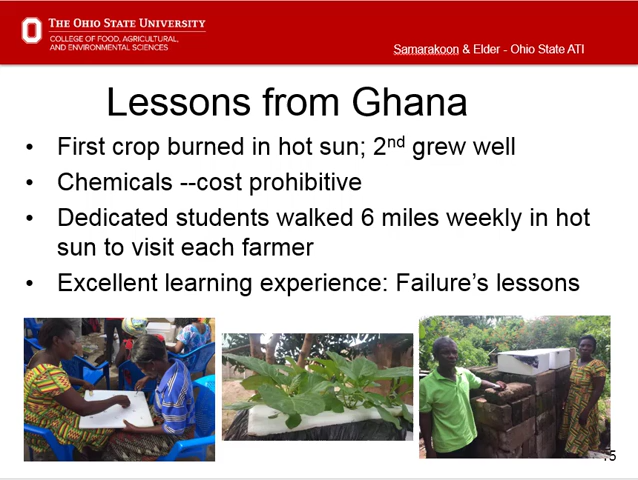 THE OHIO STATE UNIVERSITY
COLLEGE OF FOOD, AGRICULTURAL,
AND ENVIRONMENTAL SCIENCES
Samarakoon & Elder - Ohio State ATI
Lessons from Ghana
• First crop burned in hot sun; 2nd grew well
• Chemicals --cost prohibitive
• Dedicated students walked 6 miles weekly in hot
sun to visit each farmer
• Excellent learning experience: Failure’s lessons